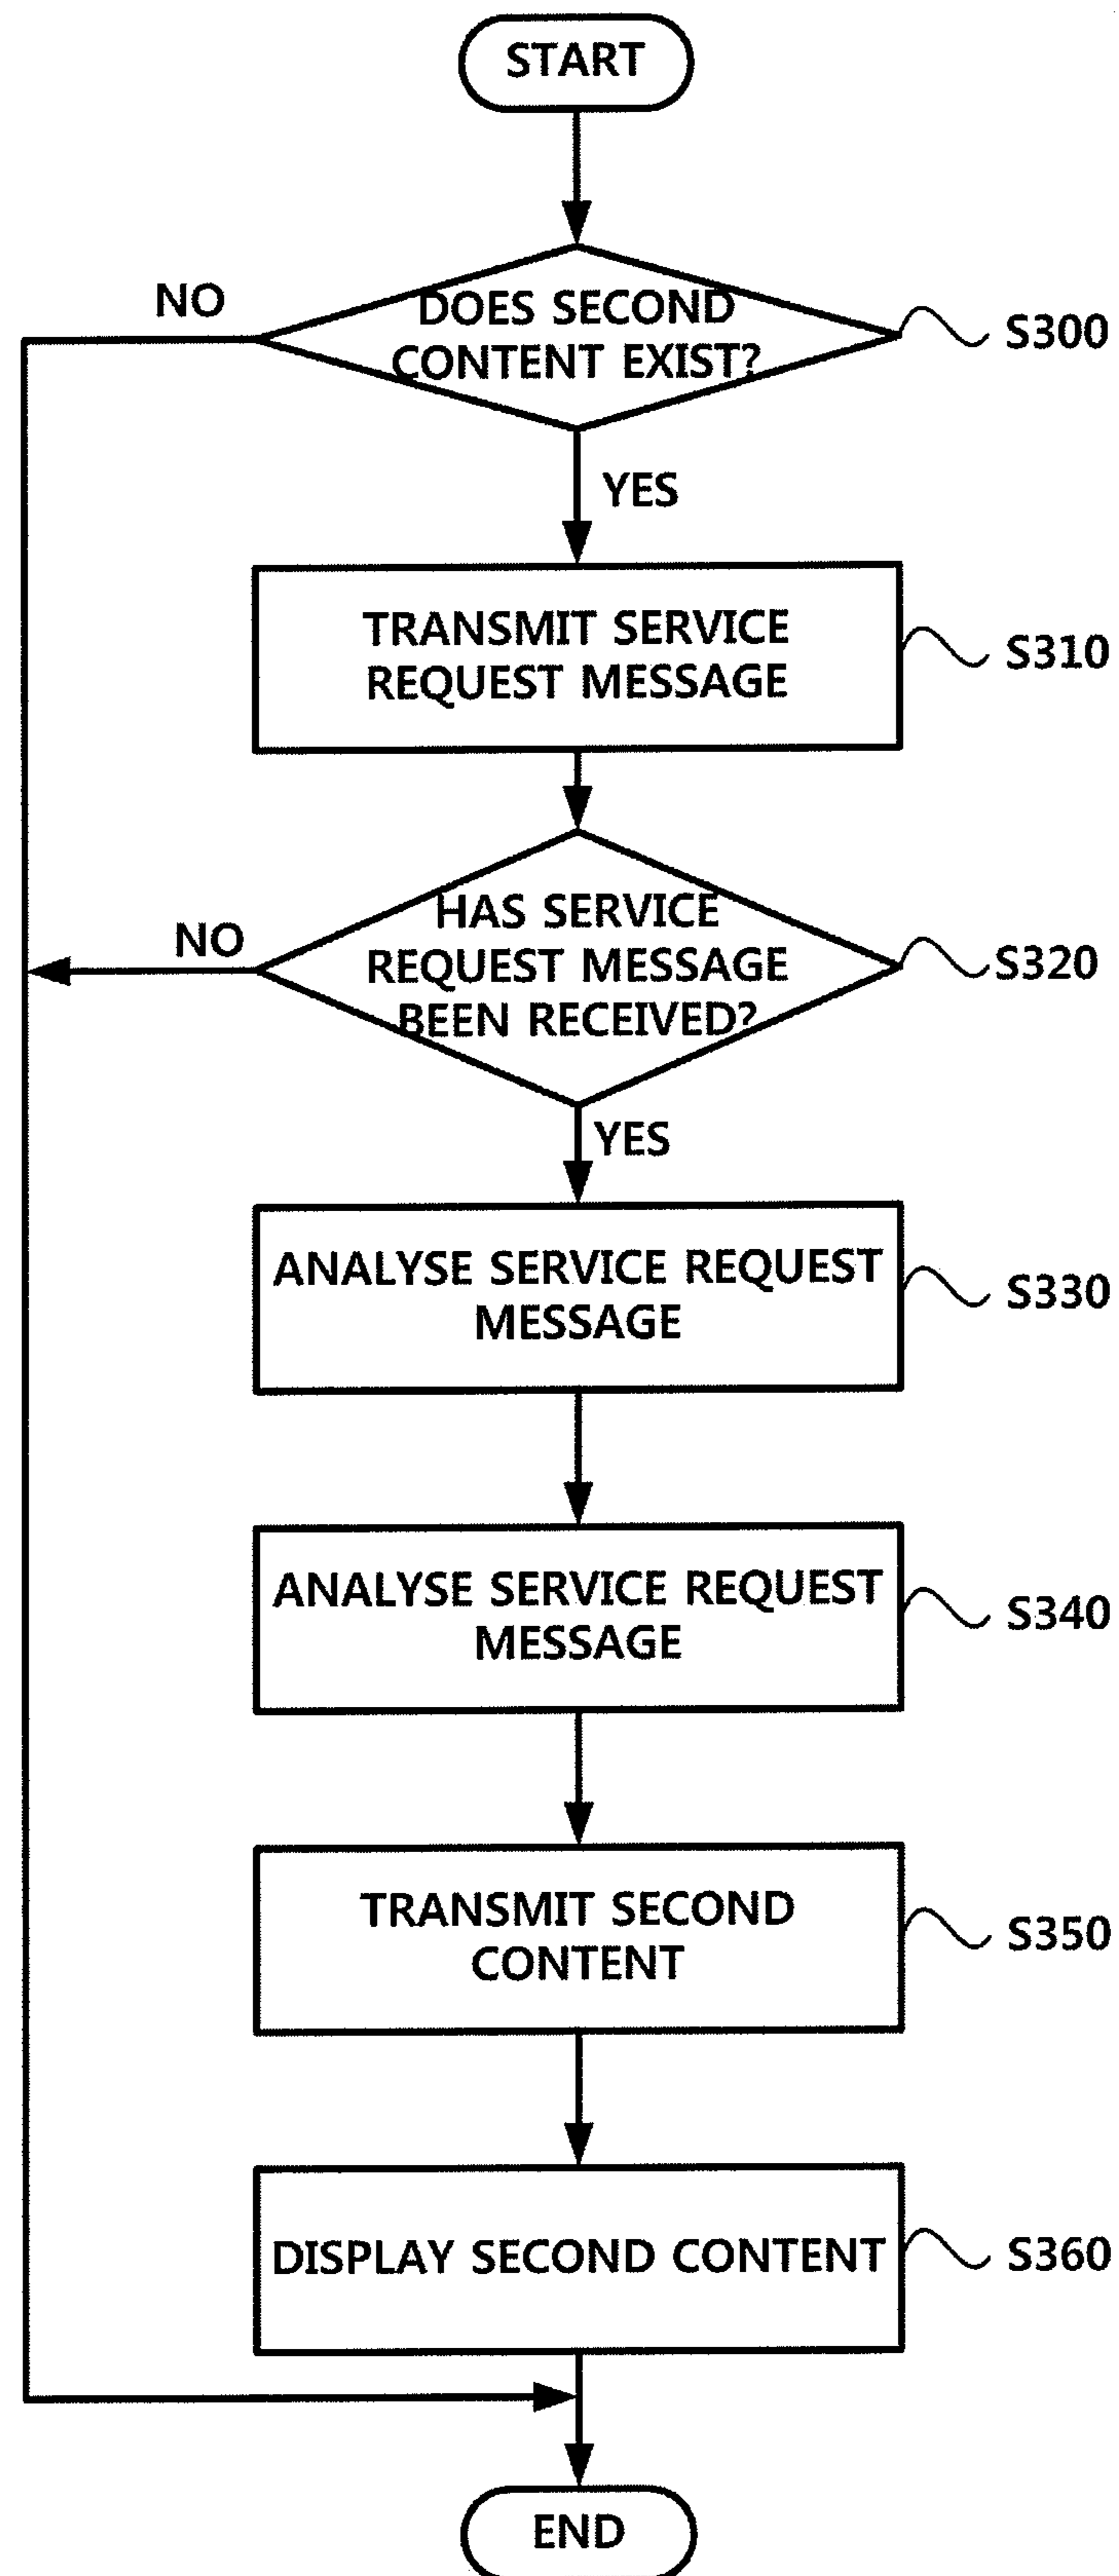 START
NO
DOES SECOND
CONTENT EXIST?
S300
YES
TRANSMIT SERVICE
REQUEST MESSAGE
S310
NO
HAS SERVICE
REQUEST MESSAGE
BEEN RECEIVED?
S320
YES
ANALYSE SERVICE REQUEST
MESSAGE
S330
ANALYSE SERVICE REQUEST
MESSAGE
S340
TRANSMIT SECOND
CONTENT
S350
DISPLAY SECOND CONTENT
S360
END